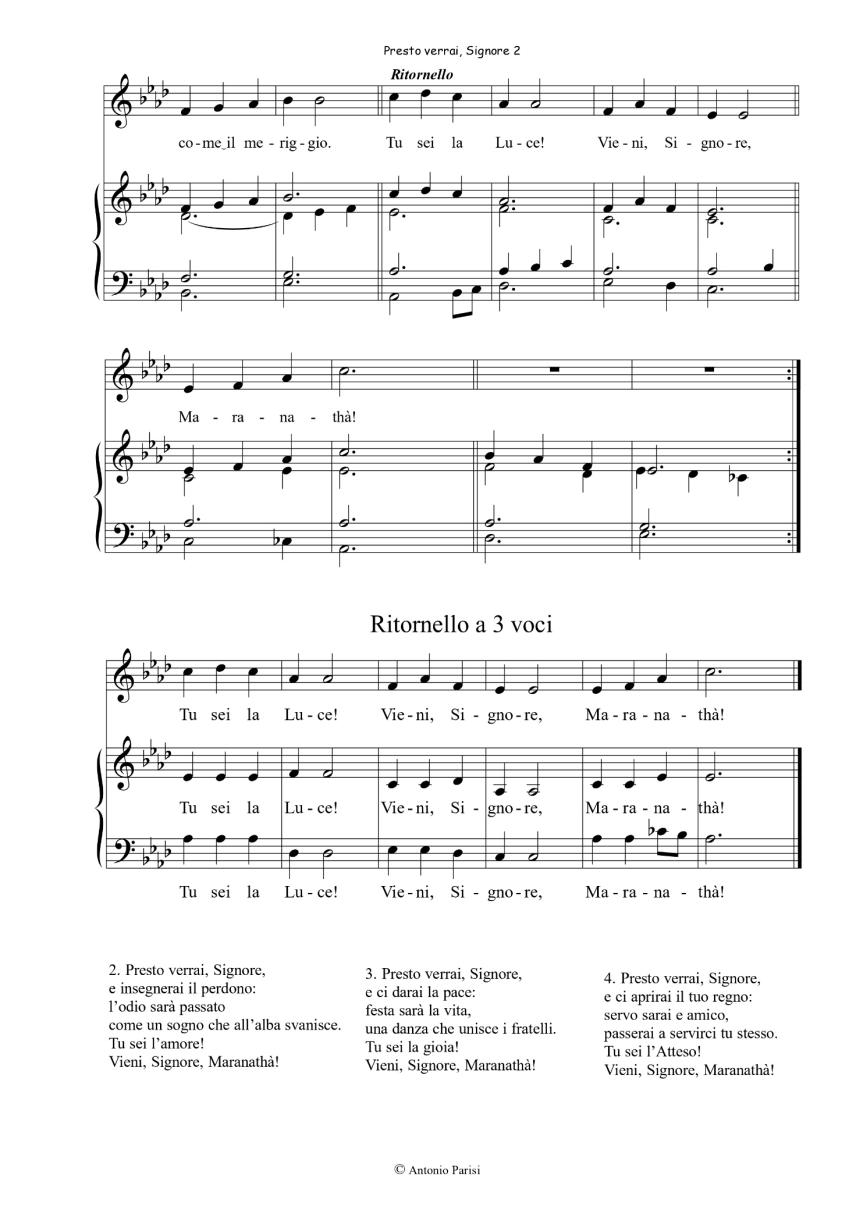 Presto verrai, Signore 2
Ritornello
co-me il me - rig - gio. Tu sei la Lu - ce! Vie - ni, Si - gno - re,
Ma - ra - na - thà!
Ritornello a 3 voci
Tu sei la Lu - ce! Vie - ni, Si - gno - re, Ma - ra - na - thà!
Tu sei la Lu - ce! Vie - ni, Si - gno - re, Ma - ra - na - thà!
Tu sei la Lu - ce! Vie - ni, Si - gno - re, Ma - ra - na - thà!
2. Presto verrai, Signore,
e insegnerai il perdono:
l’odio sarà passato
come un sogno che all’alba svanisce.
Tu sei l’amore!
Vieni, Signore, Maranathà!
3. Presto verrai, Signore,
e ci darai la pace:
festa sarà la vita,
una danza che unisce i fratelli.
Tu sei la gioia!
Vieni, Signore, Maranathà!
4. Presto verrai, Signore,
e ci aprirai il tuo regno:
servo sarai e amico,
passerai a servirci tu stesso.
Tu sei l’Atteso!
Vieni, Signore, Maranathà!
© Antonio Parisi